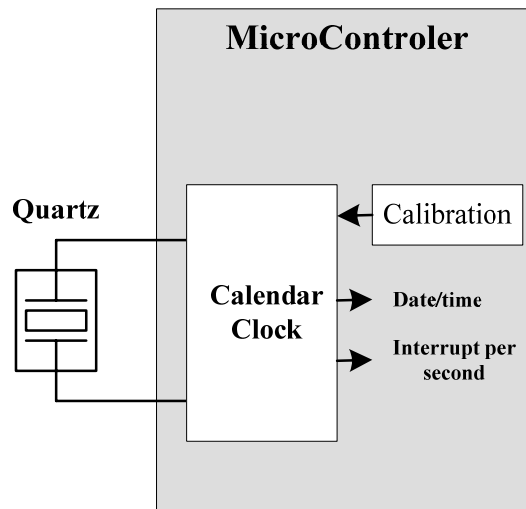 MicroControler
Quartz
Calibration
Calendar
Clock
Date/time
Interrupt per
second